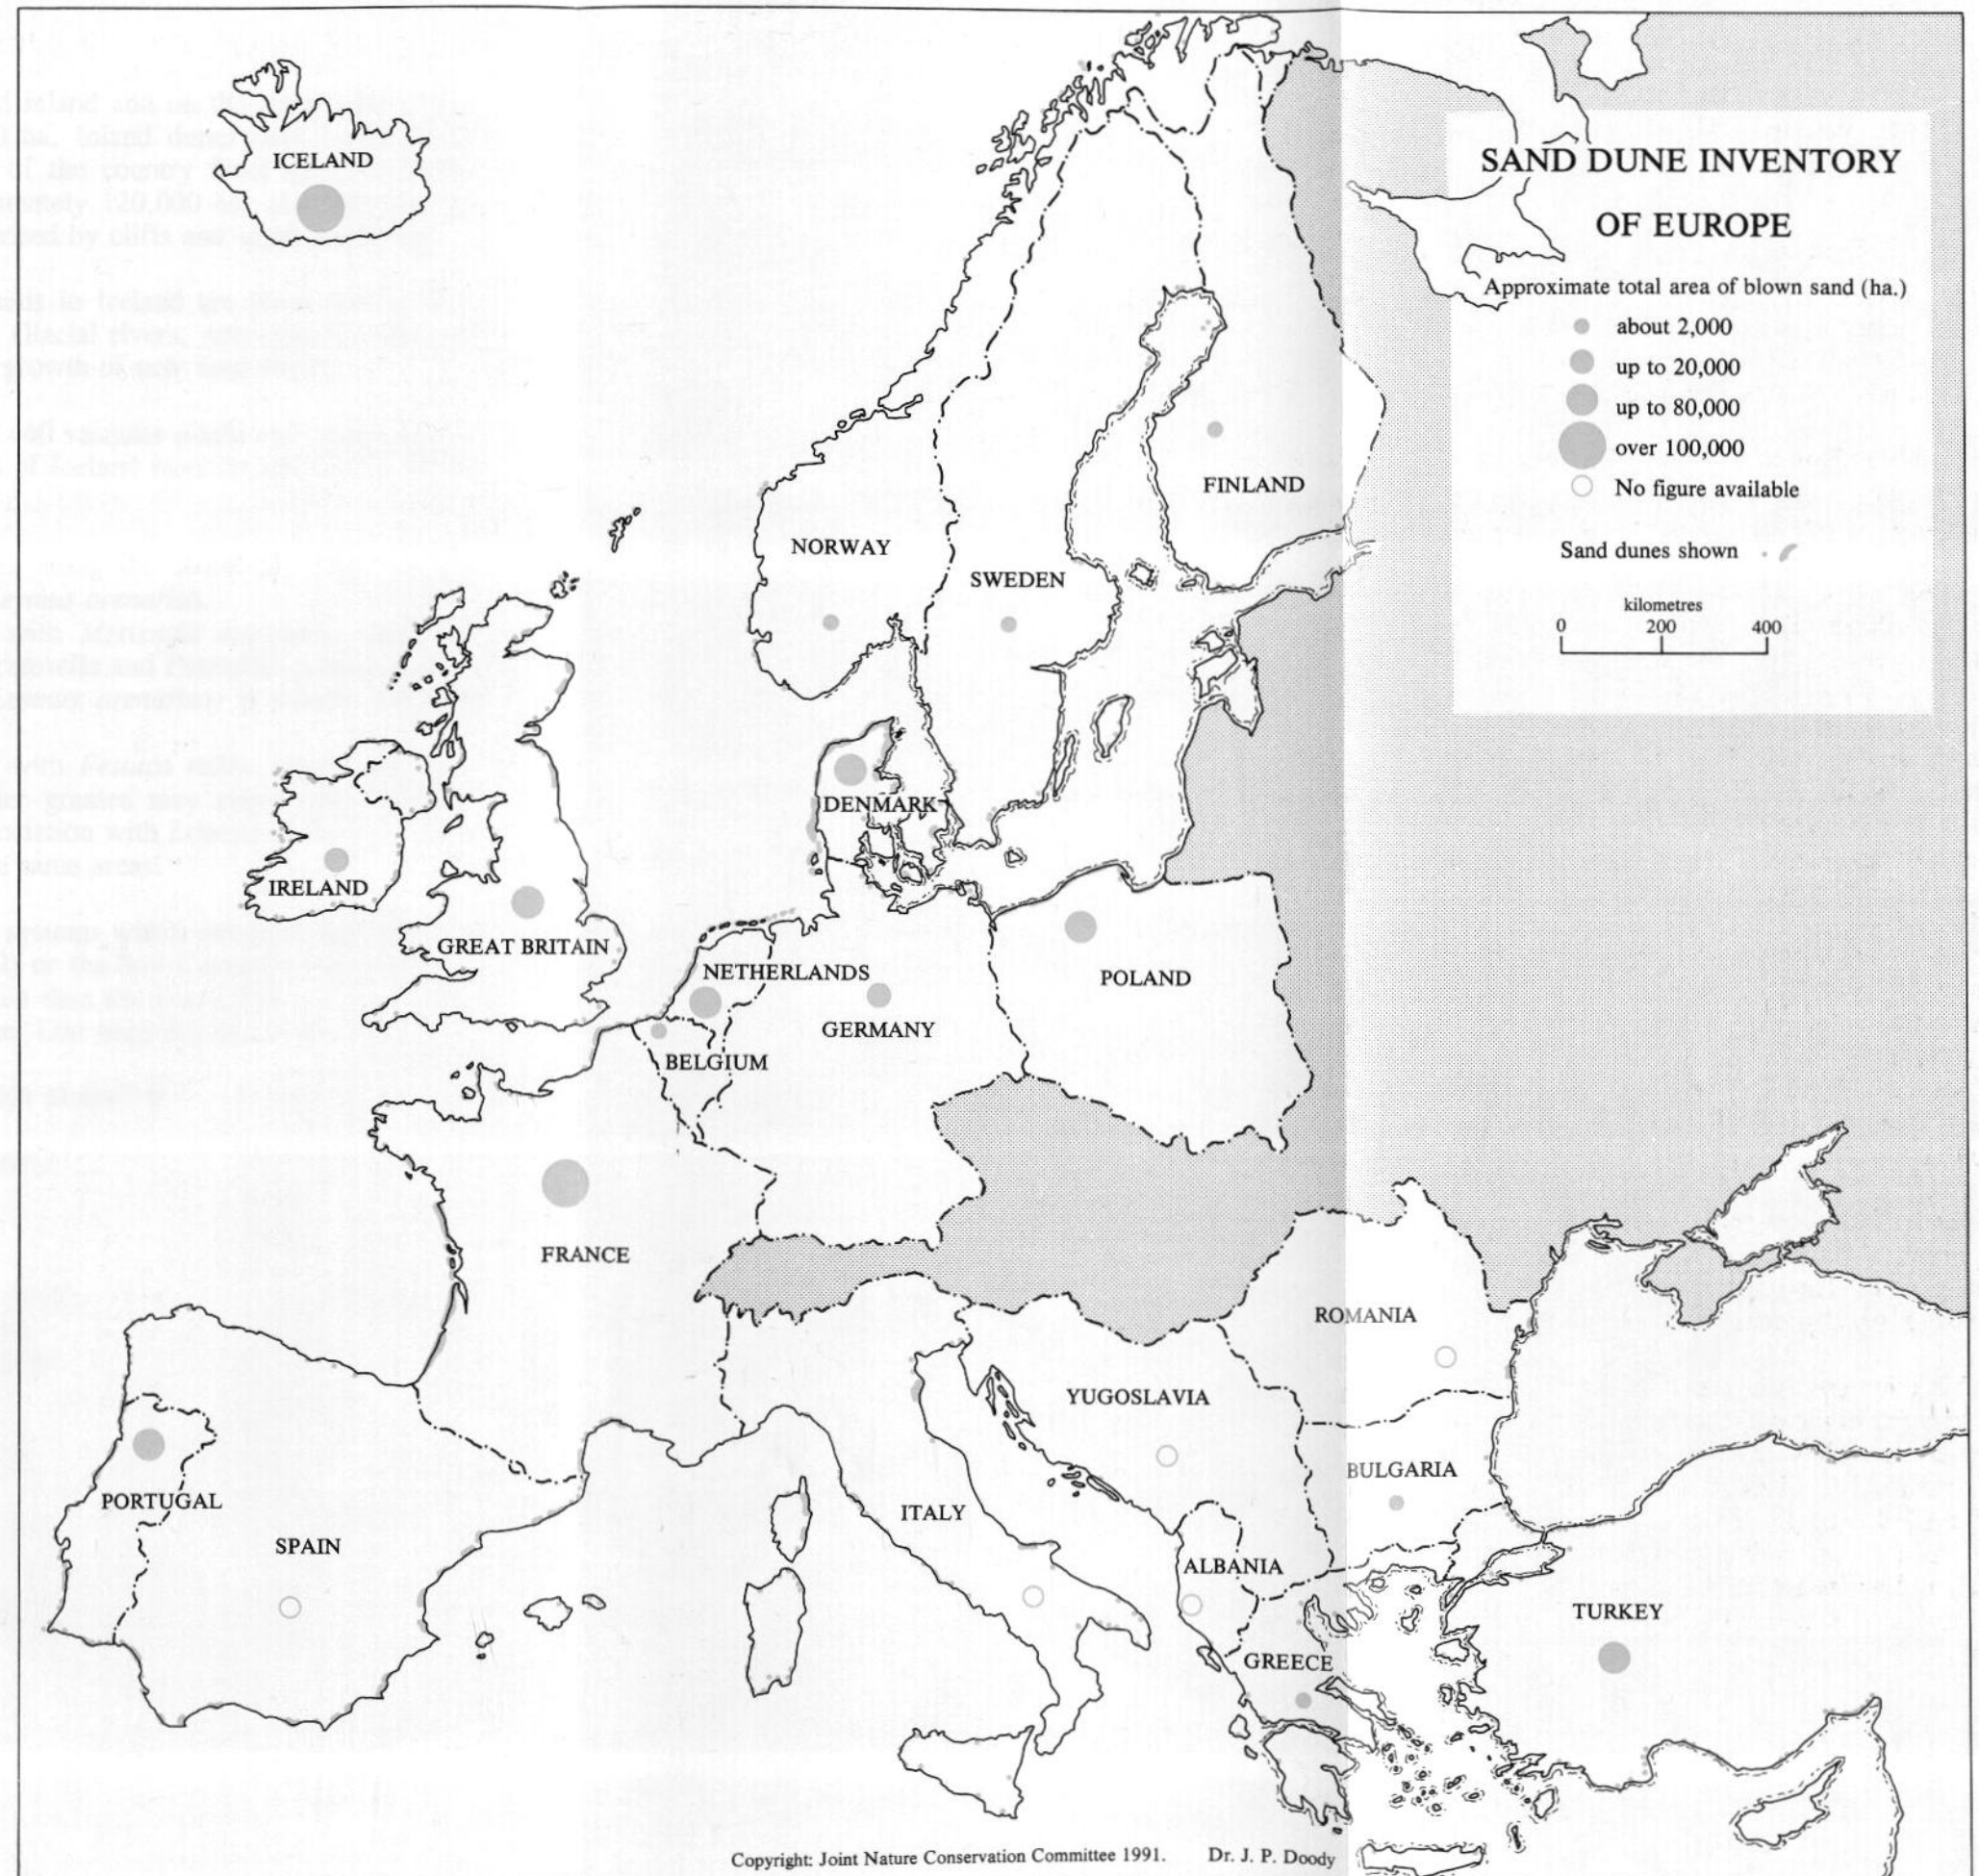 SAND DUNE INVENTORY
OF EUROPE
Approximate total area of blown sand (ha.)
about 2,000
up to 20,000
up to 80,000
over 100,000
No figure available
Sand dunes shown
kilometres
0 200 400
ICELAND
FINLAND
NORWAY
SWEDEN
DENMARK
IRELAND
GREAT BRITAIN
NETHERLANDS
POLAND
GERMANY
BELGIUM
FRANCE
ROMANIA
YUGOSLAVIA
BULGARIA
PORTUGAL
ITALY
SPAIN
ALBANIA
TURKEY
GREECE
Copyright: Joint Nature Conservation Committee 1991. Dr. J. P. Doody